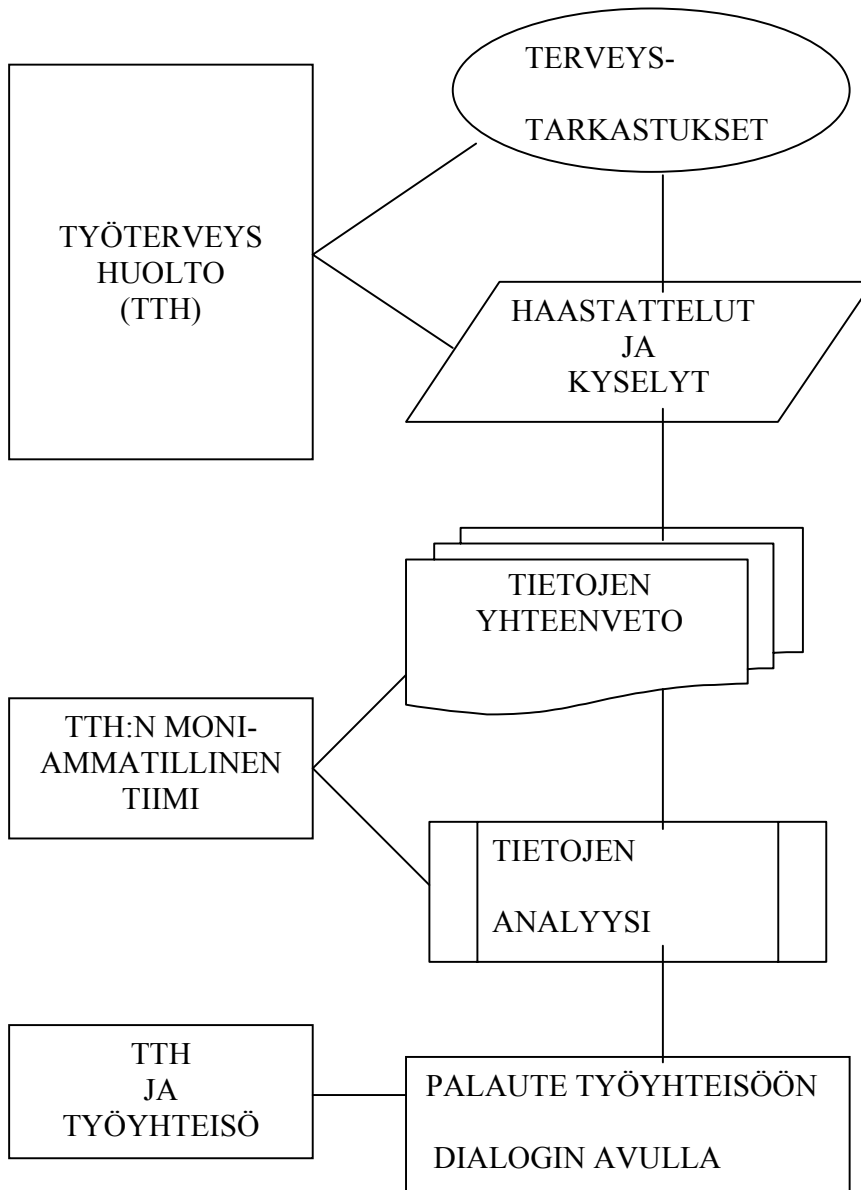 TERVEYS-
TARKASTUKSET
TYÖTERVEYS
HUOLTO
(TTH)
HAASTATTELUT
JA
KYSELYT
TIETOJEN
YHTEENVETO
TTH:N MONI-
AMMATILLINEN
TIIMI
TIETOJEN
ANALYYSI
TTH
JA
TYÖYHTEISÖ
PALAUTE TYÖYHTEISÖÖN
DIALOGIN AVULLA